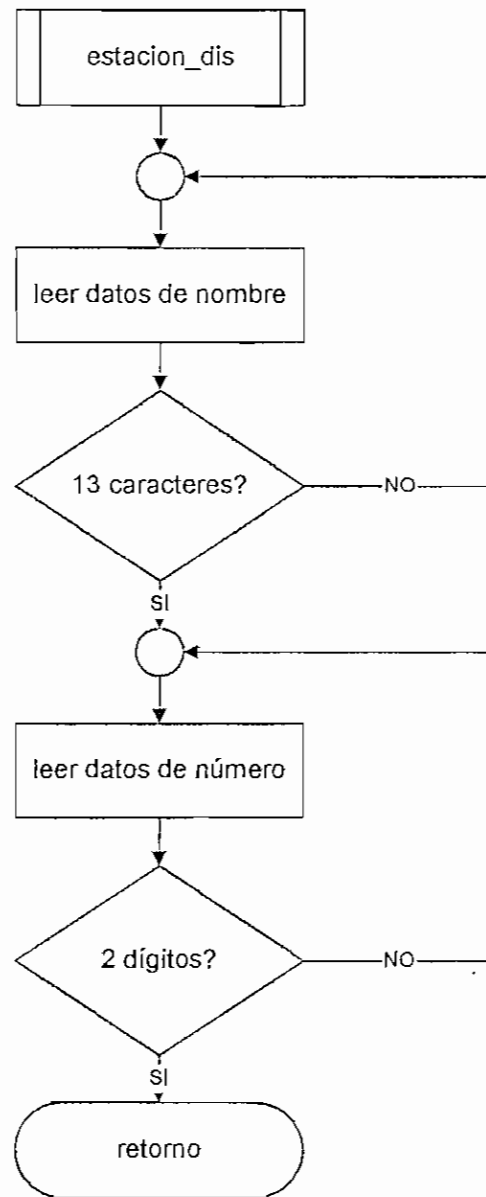 estacion_dis
leer datos de nombre
13 caracteres?
NO
SI
leer datos de número
2 dígitos?
NO
SI
retorno